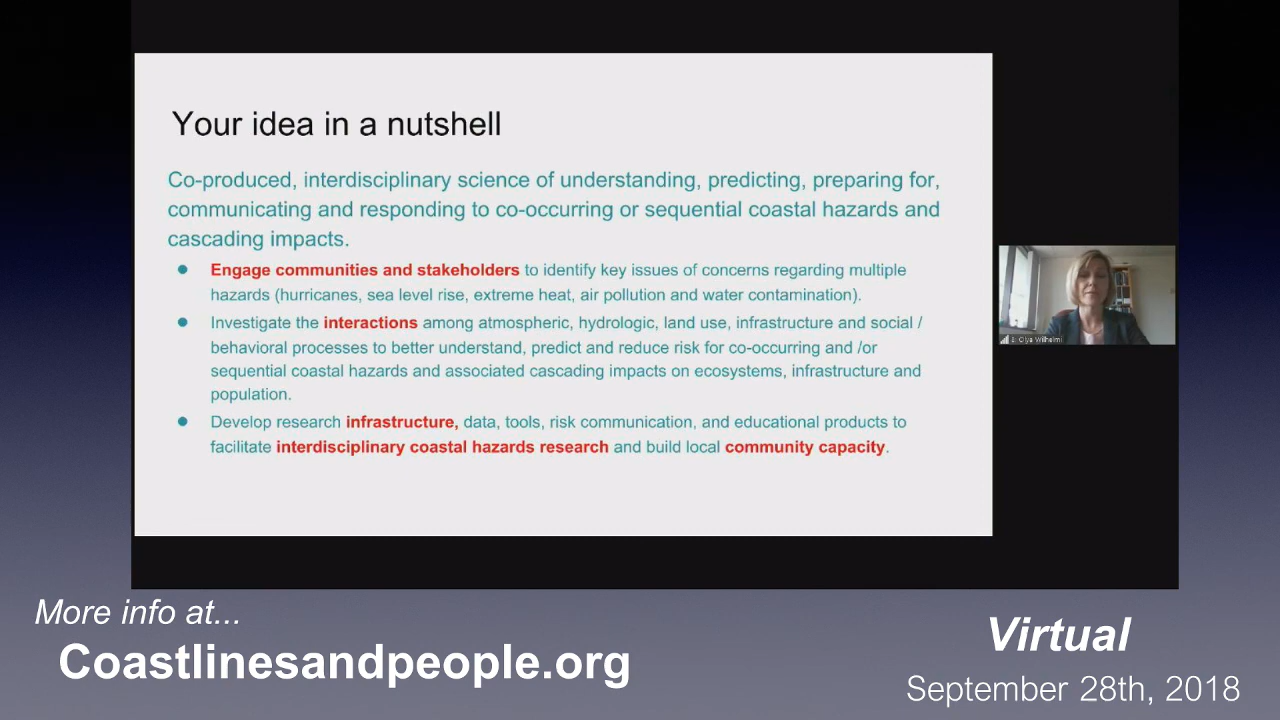 Your idea in a nutshell
Co-produced, interdisciplinary science of understanding, predicting, preparing for,
communicating and responding to co-occurring or sequential coastal hazards and
cascading impacts.
● Engage communities and stakeholders to identify key issues of concerns regarding multiple
hazards (hurricanes, sea level rise, extreme heat, air pollution and water contamination).
● Investigate the interactions among atmospheric, hydrologic, land use, infrastructure and social /
behavioral processes to better understand, predict and reduce risk for co-occurring and /or
sequential coastal hazards and associated cascading impacts on ecosystems, infrastructure and
population.
● Develop research infrastructure, data, tools, risk communication, and educational products to
facilitate interdisciplinary coastal hazards research and build local community capacity.
Olya Wilhelmi
More info at...
Coastlinesandpeople.org
Virtual
September 28th, 2018